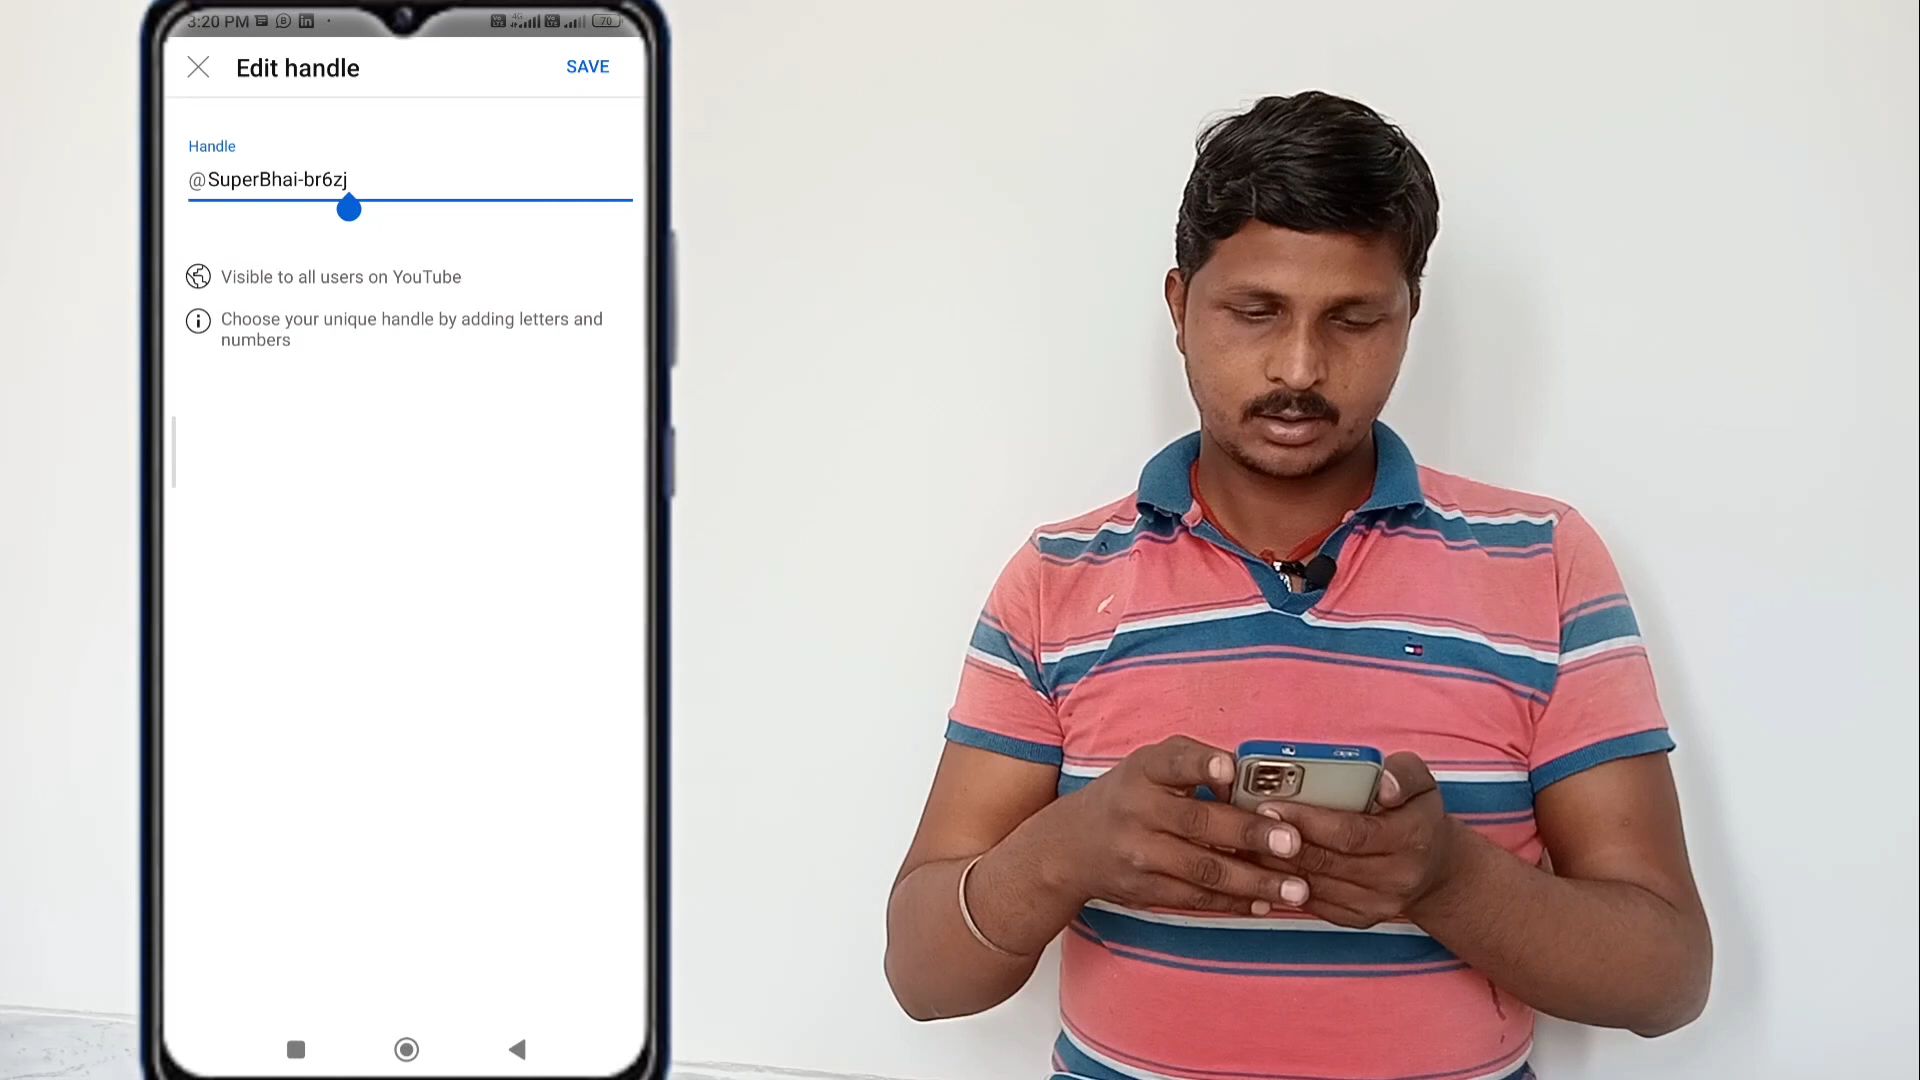 3:20 PM
70
Edit handle
SAVE
Handle
@SuperBhai-br6zj
Visible to all users on YouTube
Choose your unique handle by adding letters and
numbers